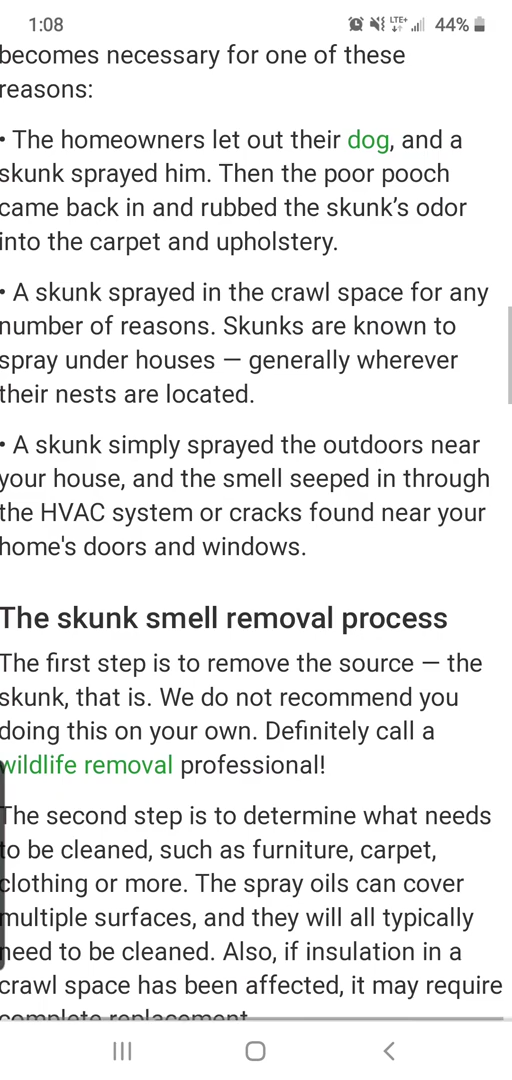 1:08 LTE+ 44%
becomes necessary for one of these
reasons:
• The homeowners let out their dog, and a
skunk sprayed him. Then the poor pooch
came back in and rubbed the skunk’s odor
into the carpet and upholstery.
• A skunk sprayed in the crawl space for any
number of reasons. Skunks are known to
spray under houses — generally wherever
their nests are located.
• A skunk simply sprayed the outdoors near
your house, and the smell seeped in through
the HVAC system or cracks found near your
home's doors and windows.
The skunk smell removal process
The first step is to remove the source — the
skunk, that is. We do not recommend you
doing this on your own. Definitely call a
wildlife removal professional!
The second step is to determine what needs
to be cleaned, such as furniture, carpet,
clothing or more. The spray oils can cover
multiple surfaces, and they will all typically
need to be cleaned. Also, if insulation in a
crawl space has been affected, it may require
complete replacement.